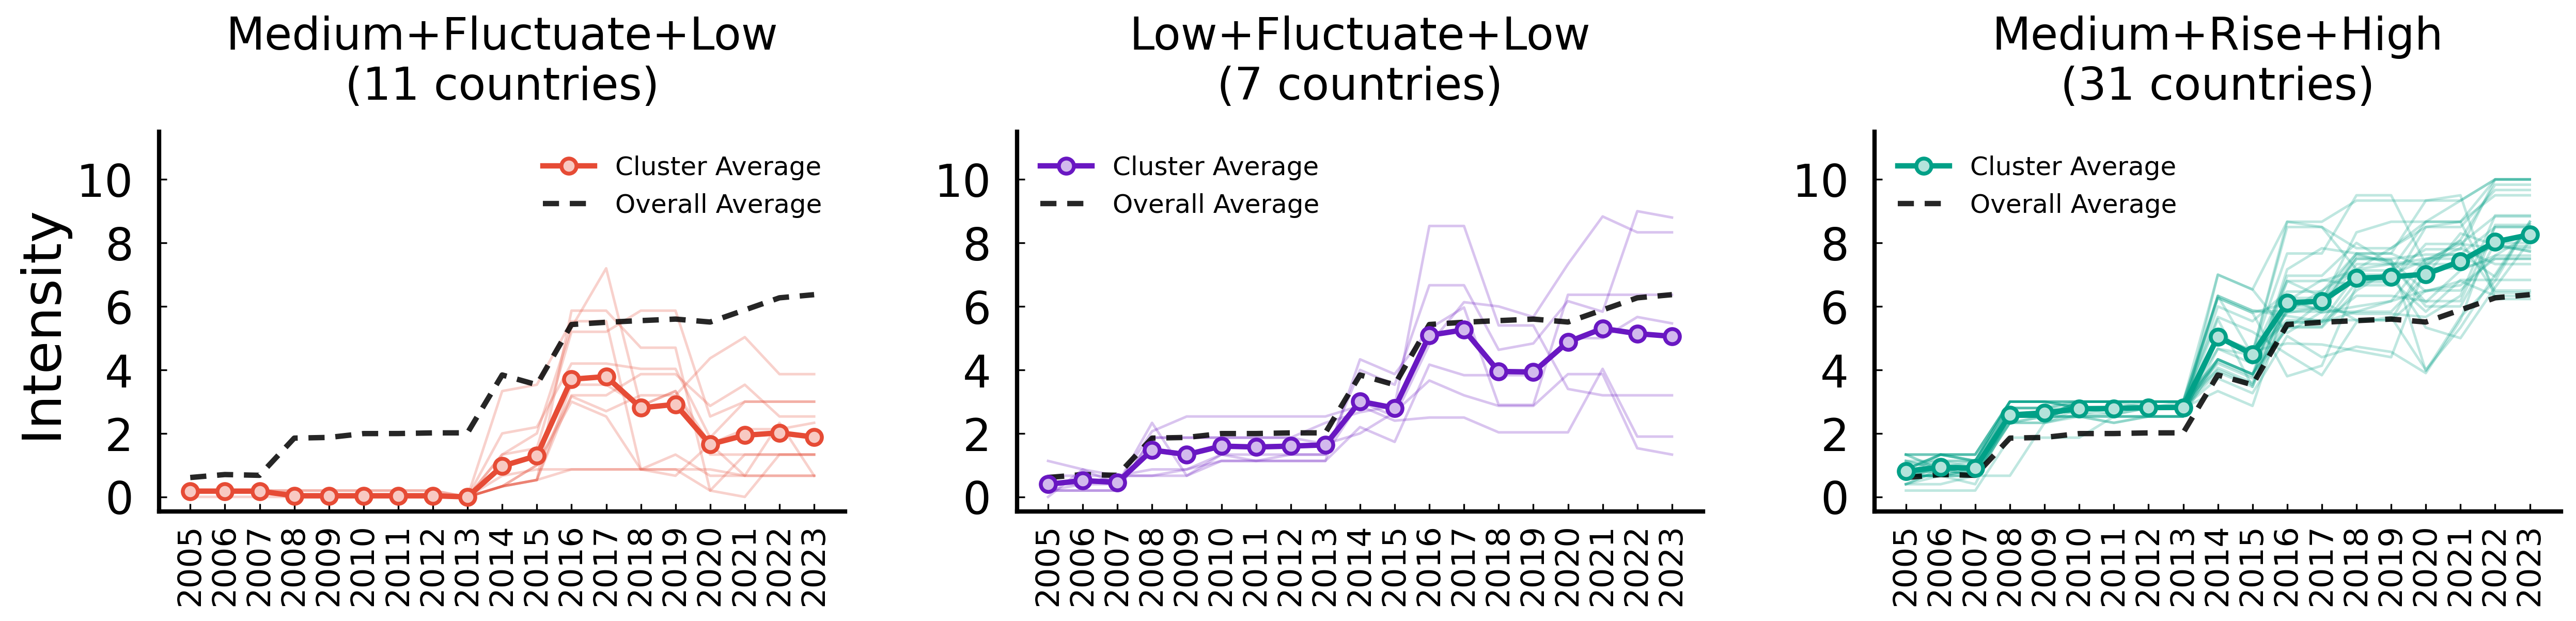 Medium+Fluctuate+Low
(11 countries)
Low+Fluctuate+Low
(7 countries)
Medium+Rise+High
(31 countries)
Intensity
10
8
6
4
2
0
Cluster Average
Overall Average
2005 2006 2007 2008 2009 2010 2011 2012 2013 2014 2015 2016 2017 2018 2019 2020 2021 2022 2023
10
8
6
4
2
0
Cluster Average
Overall Average
2005 2006 2007 2008 2009 2010 2011 2012 2013 2014 2015 2016 2017 2018 2019 2020 2021 2022 2023
10
8
6
4
2
0
Cluster Average
Overall Average
2005 2006 2007 2008 2009 2010 2011 2012 2013 2014 2015 2016 2017 2018 2019 2020 2021 2022 2023